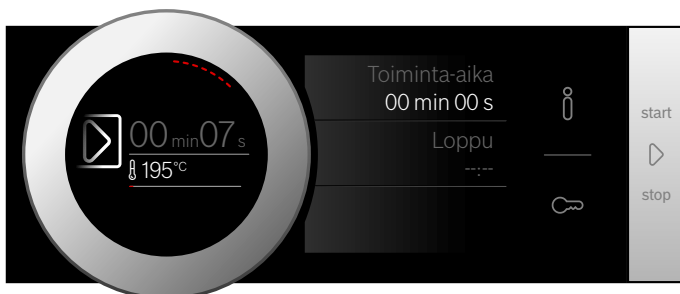 00 min 07 s
195 °C
Toiminta-aika
00 min 00 s
Loppu
--:--
start
stop